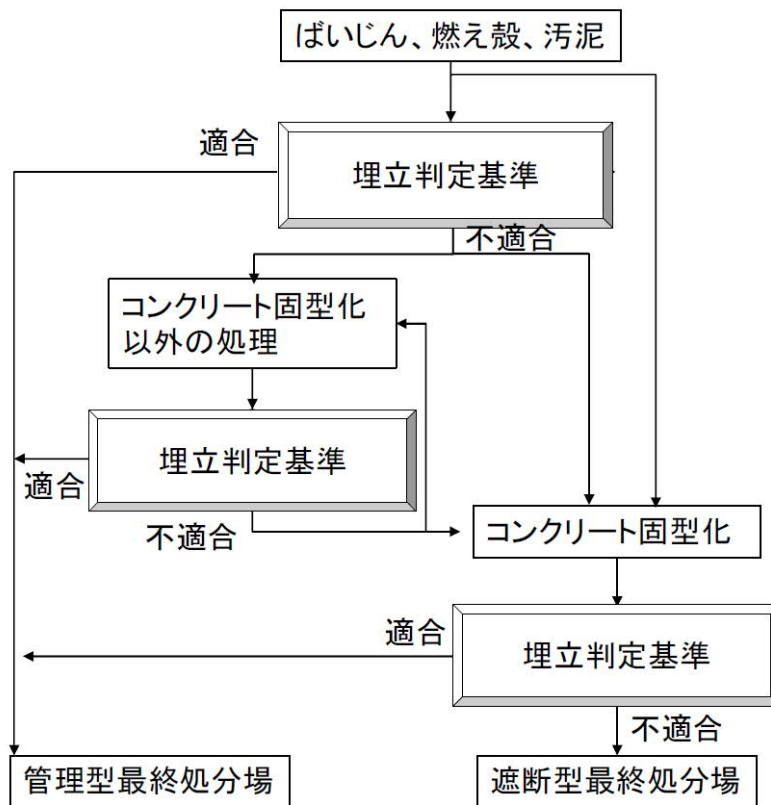 ばいじん、燃え殻、汚泥
適合
埋立判定基準
不適合
コンクリート固型化
以外の処理
埋立判定基準
適合
不適合
コンクリート固型化
適合
埋立判定基準
不適合
管理型最終処分場
遮断型最終処分場